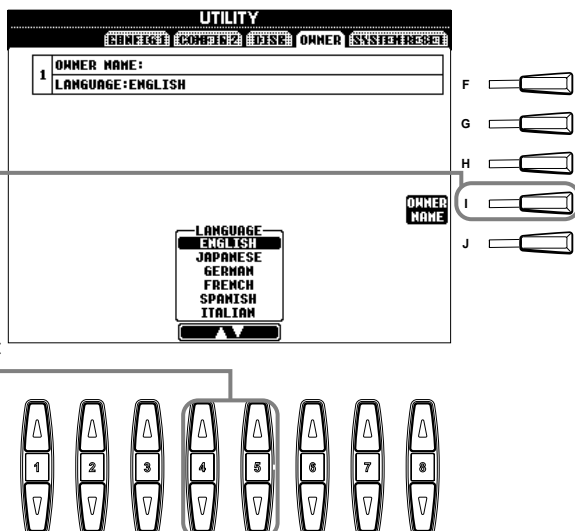 UTILITY
CONFIG 1 CONFIG 2 DISK OWNER SYSTEM RESET
1 OWNER NAME:
LANGUAGE:ENGLISH
F
G
H
OWNER NAME
I
J
LANGUAGE
ENGLISH
JAPANESE
GERMAN
FRENCH
SPANISH
ITALIAN
1 2 3 4 5 6 7 8